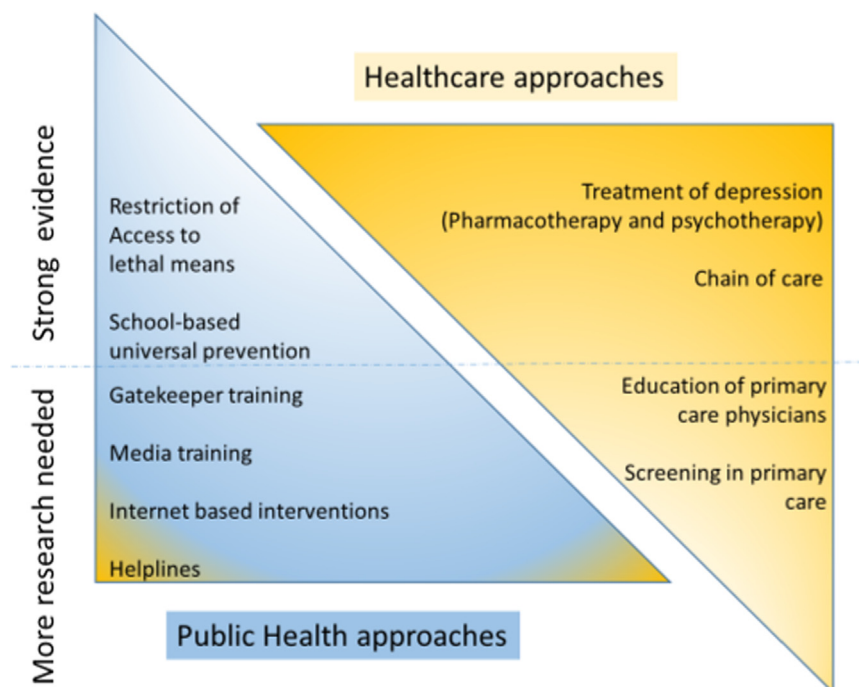 Healthcare approaches
Strong evidence
More research needed
Restriction of
Access to
lethal means
School-based
universal prevention
Gatekeeper training
Media training
Internet based interventions
Helplines
Treatment of depression
(Pharmacotherapy and psychotherapy)
Chain of care
Education of primary
care physicians
Screening in primary
care
Public Health approaches